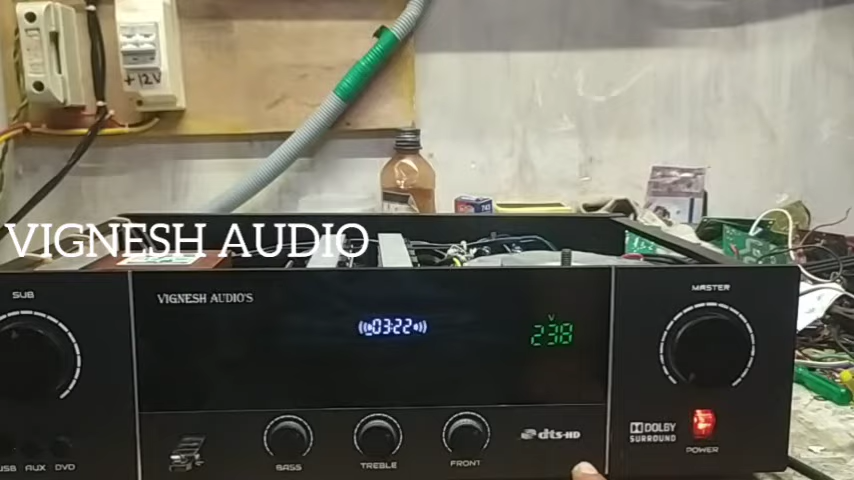 +12V
VIGNESH AUDIO
SUB
VIGNESH AUDIO'S
03:22
V
238
MASTER
BASS
TREBLE
FRONT
dts-HD
DOLBY
SURROUND
POWER
USB AUX DVD